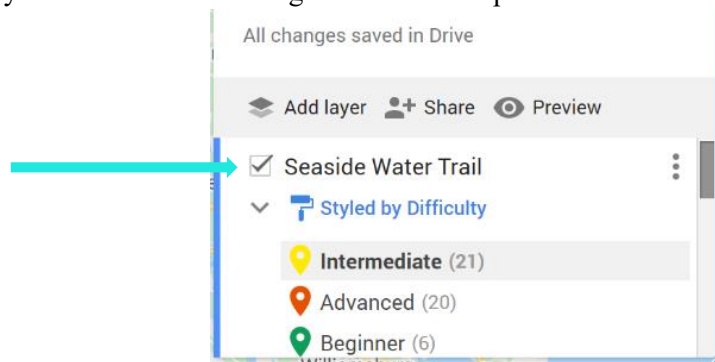 All changes saved in Drive
Add layer Share Preview
Seaside Water Trail
Styled by Difficulty
Intermediate (21)
Advanced (20)
Beginner (6)